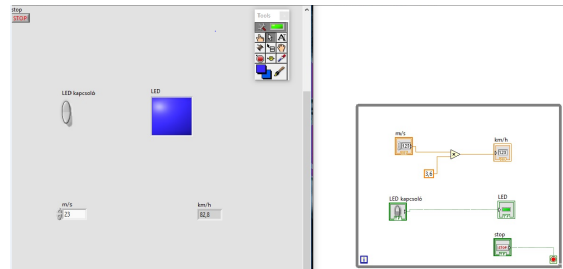 stop
STOP
Tools
LED kapcsoló
LED
m/s
23
km/h
82,8
m/s
km/h
3,6
LED kapcsoló
LED
stop
STOP
i